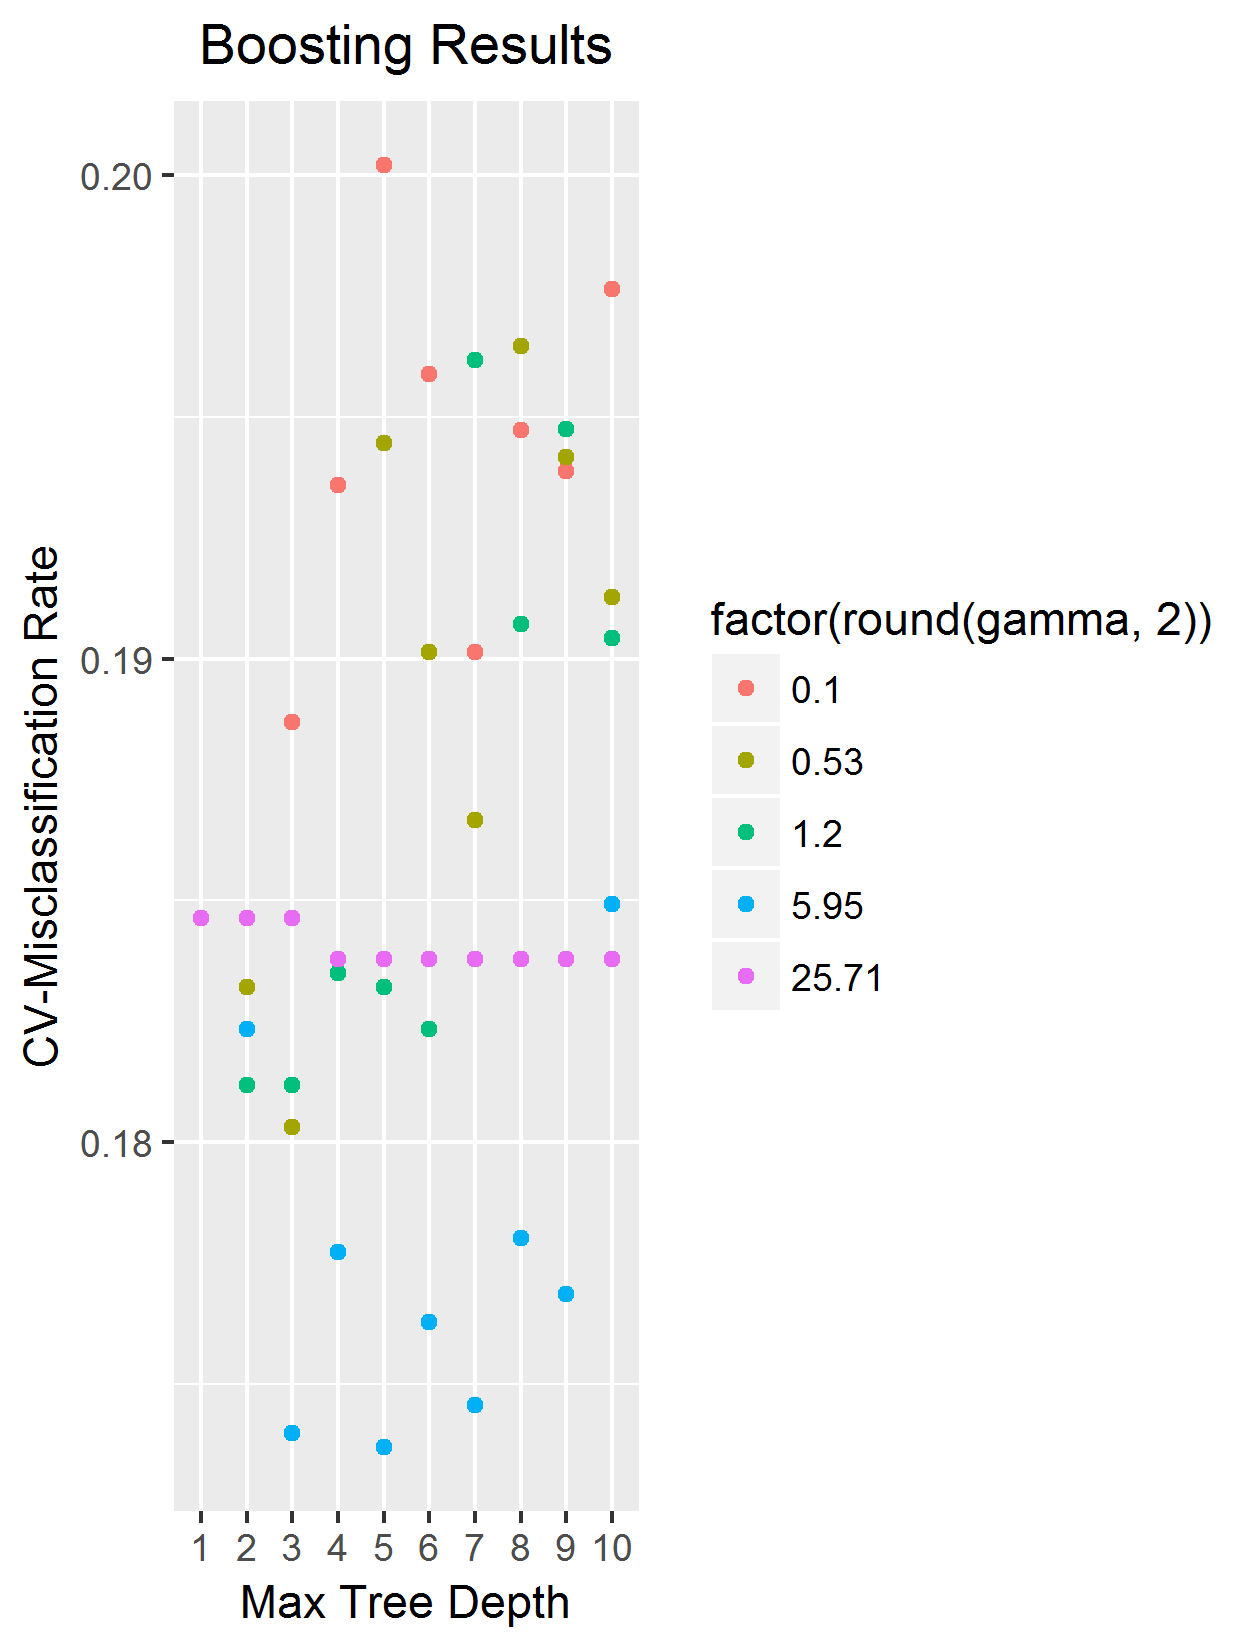 Boosting Results
0.20
0.19
0.18
CV-Misclassification Rate
1 2 3 4 5 6 7 8 9 10
Max Tree Depth
factor(round(gamma, 2))
0.1
0.53
1.2
5.95
25.71